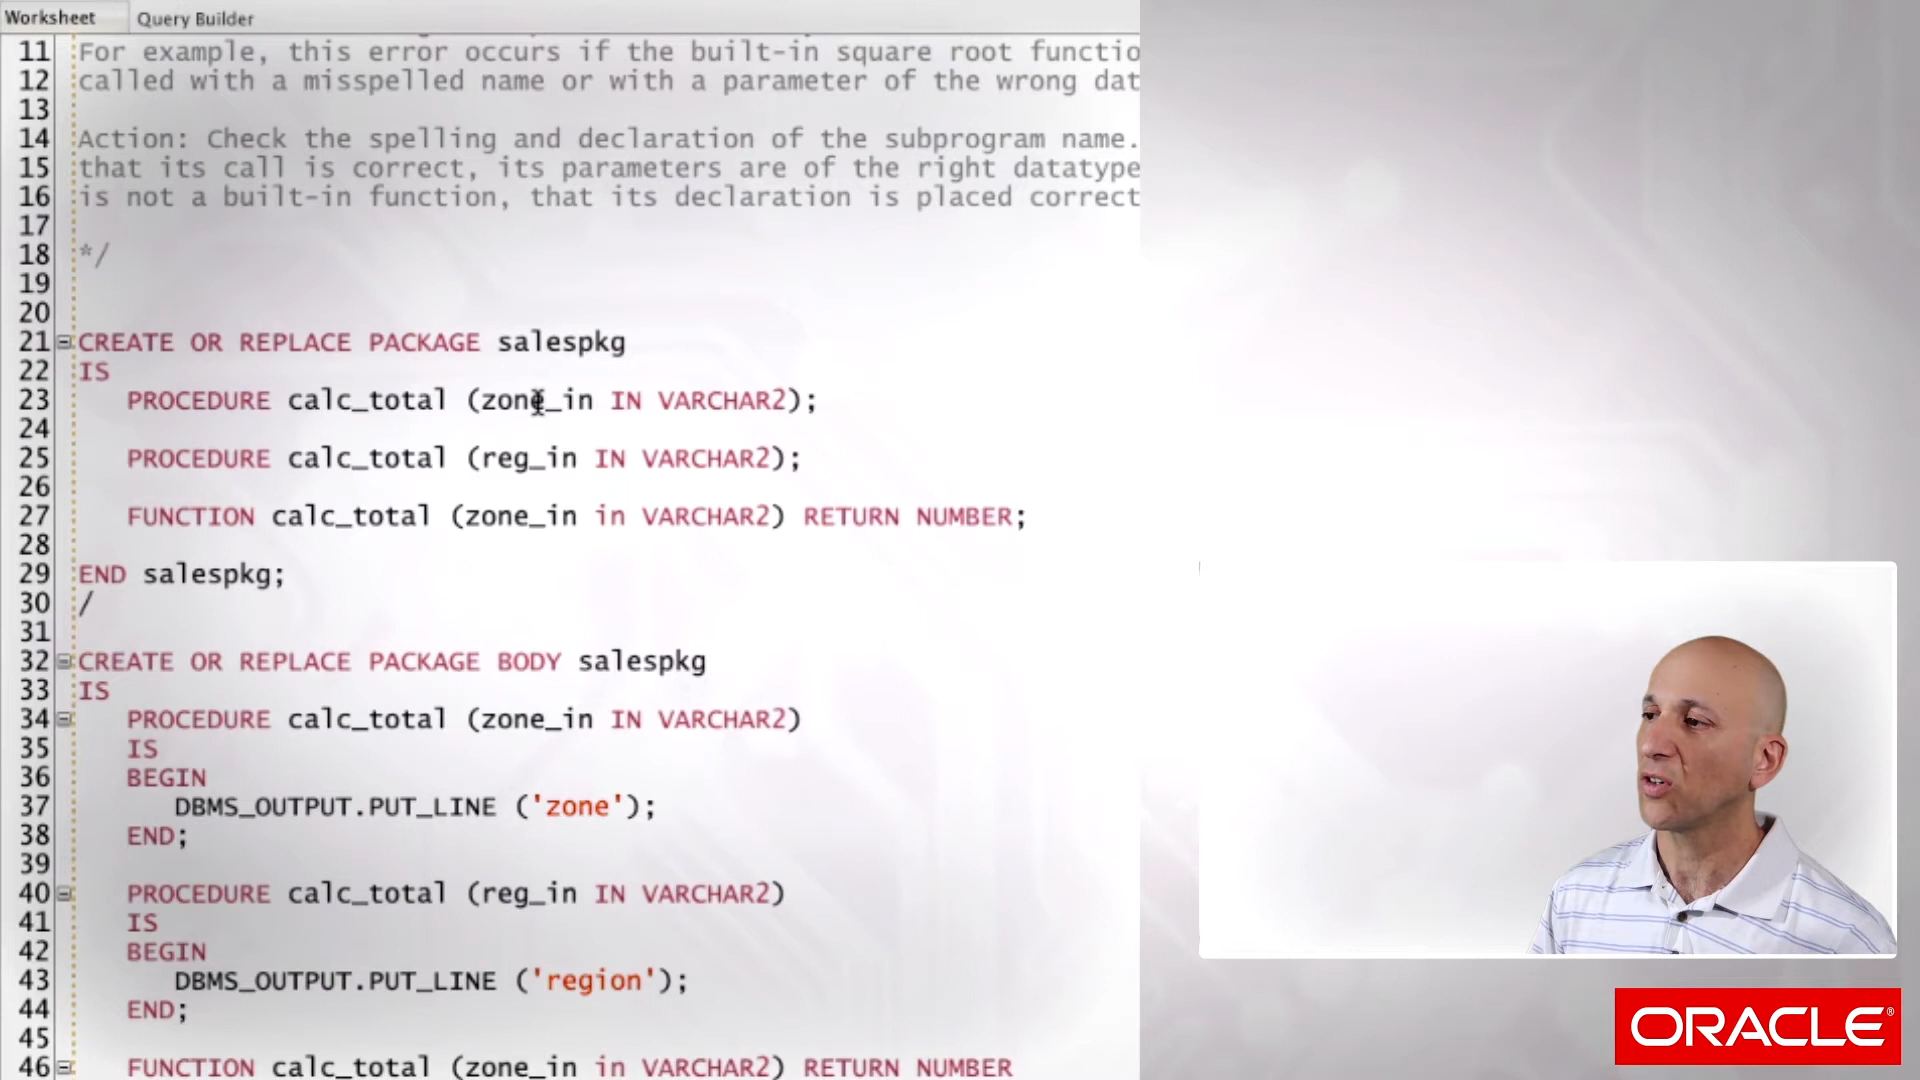 Worksheet
Query Builder
11 For example, this error occurs if the built-in square root functio
12 called with a misspelled name or with a parameter of the wrong dat
13
14 Action: Check the spelling and declaration of the subprogram name.
15 that its call is correct, its parameters are of the right datatype
16 is not a built-in function, that its declaration is placed correct
17
18 */
19
20
21 CREATE OR REPLACE PACKAGE salespkg
22 IS
23 PROCEDURE calc_total (zone_in IN VARCHAR2);
24
25 PROCEDURE calc_total (reg_in IN VARCHAR2);
26
27 FUNCTION calc_total (zone_in in VARCHAR2) RETURN NUMBER;
28
29 END salespkg;
30 /
31
32 CREATE OR REPLACE PACKAGE BODY salespkg
33 IS
34 PROCEDURE calc_total (zone_in IN VARCHAR2)
35 IS
36 BEGIN
37 DBMS_OUTPUT.PUT_LINE ('zone');
38 END;
39
40 PROCEDURE calc_total (reg_in IN VARCHAR2)
41 IS
42 BEGIN
43 DBMS_OUTPUT.PUT_LINE ('region');
44 END;
45
46 FUNCTION calc_total (zone_in in VARCHAR2) RETURN NUMBER
ORACLE®